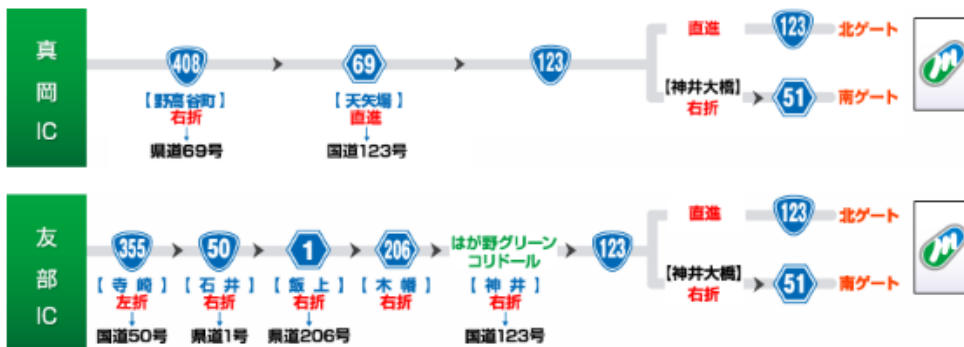 真岡IC
408
69
123
直進
123
北ゲート
【神井大橋】
右折
51
南ゲート
【野高谷町】
右折
県道69号
【天矢場】
直進
国道123号
友部IC
355
50
1
206
はが野グリーン
コリドール
123
直進
123
北ゲート
【神井大橋】
右折
51
南ゲート
【寺崎】
左折
国道50号
【石井】
右折
県道1号
【飯上】
右折
県道206号
【木幡】
右折
【神井】
右折
国道123号